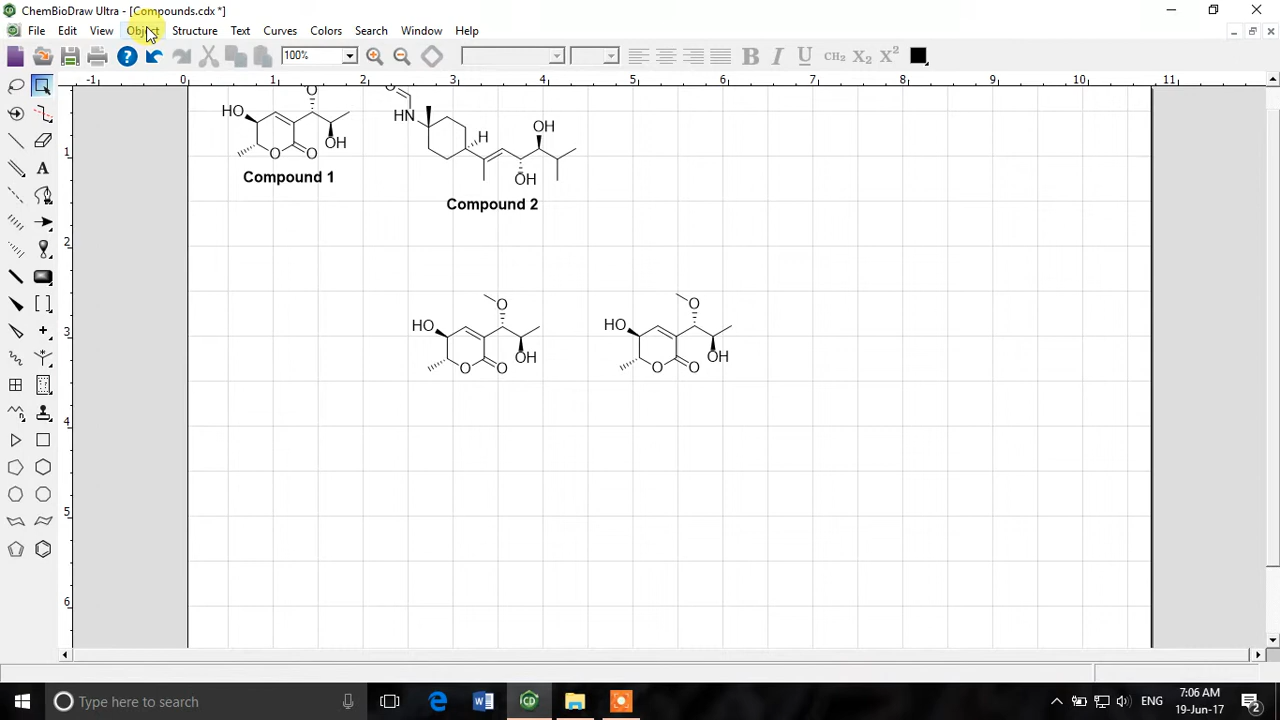 ChemBioDraw Ultra - [Compounds.cdx *]
File Edit View Object Structure Text Curves Colors Search Window Help
100% B I U CH2 X2 X2
-1 0 1 2 3 4 5 6 7 8 9 10 11
HO O OH O O
Compound 1
O HN H OH OH
Compound 2
1
2
3
4
5
6
HO O OH O O
HO O OH O O
Type here to search
ENG
7:06 AM
19-Jun-17
2